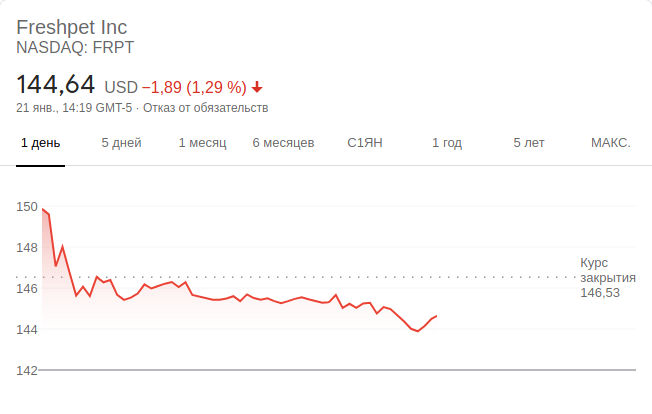 Freshpet Inc
NASDAQ: FRPT
144,64 USD −1,89 (1,29 %)
21 янв., 14:19 GMT-5 · Отказ от обязательств
1 день 5 дней 1 месяц 6 месяцев С1ЯН 1 год 5 лет МАКС.
150
148
Курс
закрытия
146,53
146
144
142